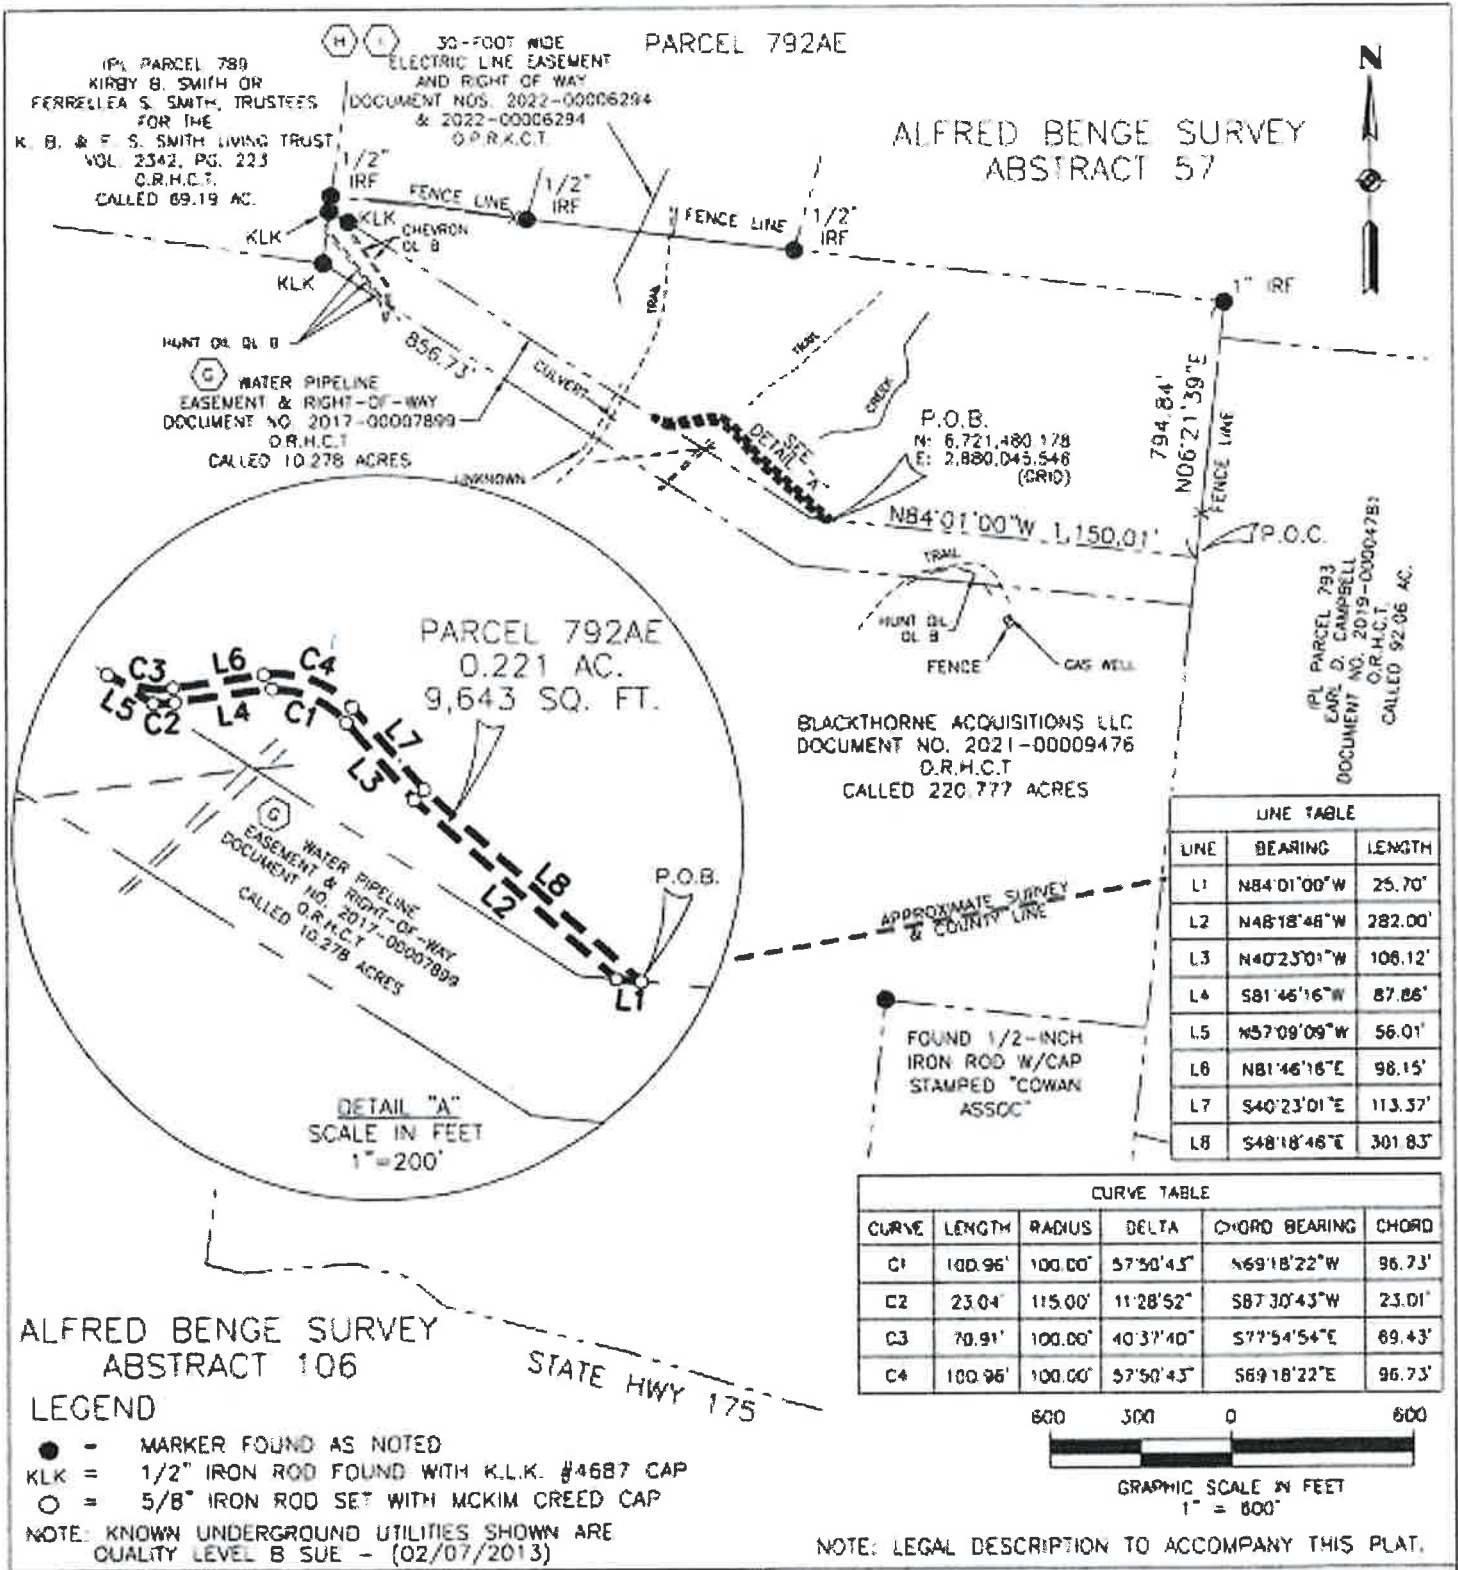 PARCEL 792AE
H
30-FOOT WIDE
ELECTRIC LINE EASEMENT
AND RIGHT OF WAY
DOCUMENT NOS. 2022-00006294
& 2022-00006294
O.P.R.K.C.T.
IPL PARCEL 789
KIRBY B. SMITH OR
FERRELLEA S. SMITH, TRUSTEES
FOR THE
K. B. & F. S. SMITH LIVING TRUST
VOL. 2342, PG. 223
CALLED 69.19 AC.
ALFRED BENGE SURVEY
ABSTRACT 57
N
1/2"
IRF
FENCE LINE
1/2"
IRF
FENCE LINE
1/2"
IRF
1" IRF
KLK
KLK
KLK
CHEVRON
QL B
HUNT OIL QL B
856.73'
CULVERT
TRAIL
TRAIL
CREEK
G
WATER PIPELINE
EASEMENT & RIGHT-OF-WAY
DOCUMENT NO. 2017-00007899
O.R.H.C.T
CALLED 10.278 ACRES
UNKNOWN
SEE
DETAIL "A"
P.O.B.
N: 6,721,480.178
E: 2,880,045.546
(GRID)
794.84'
N06°21'39"E
FENCE LINE
N84°01'00"W 1,150.01'
P.O.C.
TRAIL
HUNT OIL
QL B
FENCE
GAS WELL
IPL PARCEL 793
EARL D. CAMPBELL
DOCUMENT NO. 2019-00004781
O.R.H.C.T.
CALLED 92.06 AC.
BLACKTHORNE ACQUISITIONS LLC
DOCUMENT NO. 2021-00009476
O.R.H.C.T
CALLED 220.777 ACRES
PARCEL 792AE
0.221 AC.
9,643 SQ. FT.
C3
L6
C4
L5
C2
L4
C1
L7
L3
L8
L2
P.O.B.
L1
G
WATER PIPELINE
EASEMENT & RIGHT-OF-WAY
DOCUMENT NO. 2017-00007899
O.R.H.C.T
CALLED 10.278 ACRES
DETAIL "A"
SCALE IN FEET
1"=200'
APPROXIMATE SURVEY
& COUNTY LINE
FOUND 1/2-INCH
IRON ROD W/CAP
STAMPED "COWAN
ASSOC"
LINE TABLE
LINE BEARING LENGTH
L1 N84°01'00"W 25.70'
L2 N48°18'46"W 282.00'
L3 N40°23'01"W 106.12'
L4 S81°46'16"W 87.86'
L5 N57°09'09"W 56.01'
L6 N81°46'16"E 98.15'
L7 S40°23'01"E 113.37'
L8 S48°18'46"E 301.83'
CURVE TABLE
CURVE LENGTH RADIUS DELTA CHORD BEARING CHORD
C1 100.96' 100.00' 57°50'43" N69°18'22"W 96.73'
C2 23.04' 115.00' 11°28'52" S87°30'43"W 23.01'
C3 70.91' 100.00' 40°37'40" S77°54'54"E 69.43'
C4 100.96' 100.00' 57°50'43" S69°18'22"E 96.73'
ALFRED BENGE SURVEY
ABSTRACT 106
STATE HWY 175
LEGEND
= MARKER FOUND AS NOTED
KLK = 1/2" IRON ROD FOUND WITH K.L.K. #4687 CAP
= 5/8" IRON ROD SET WITH MCKIM CREED CAP
NOTE: KNOWN UNDERGROUND UTILITIES SHOWN ARE
QUALITY LEVEL B SUE - (02/07/2013)
600 300 0 600
GRAPHIC SCALE IN FEET
1" = 600'
NOTE: LEGAL DESCRIPTION TO ACCOMPANY THIS PLAT.